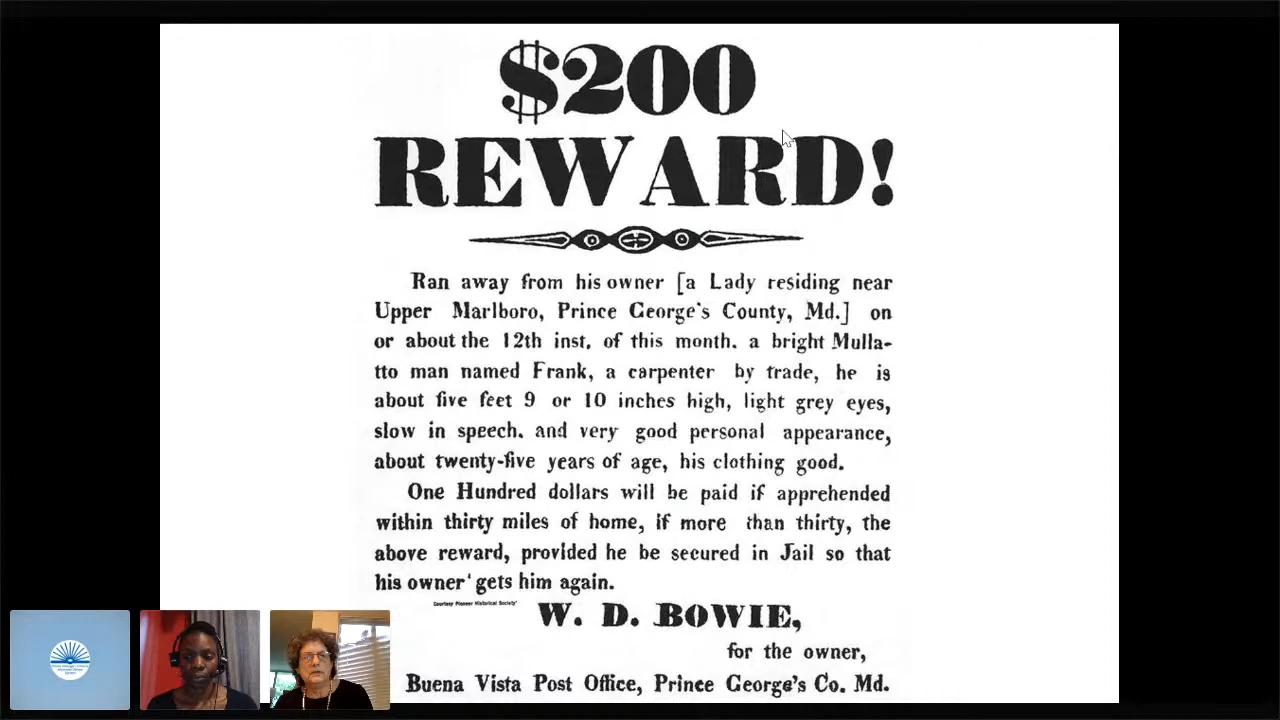 $200
REWARD!
Ran away from his owner [a Lady residing near
Upper Marlboro, Prince George's County, Md.] on
or about the 12th inst. of this month. a bright Mulla-
tto man named Frank, a carpenter by trade, he is
about five feet 9 or 10 inches high, light grey eyes,
slow in speech. and very good personal appearance,
about twenty-five years of age, his clothing good.
One Hundred dollars will be paid if apprehended
within thirty miles of home, if more than thirty, the
above reward, provided he be secured in Jail so that
his owner' gets him again.
Courtesy Pioneer Historical Society'
W. D. BOWIE,
for the owner,
Buena Vista Post Office, Prince George's Co. Md.